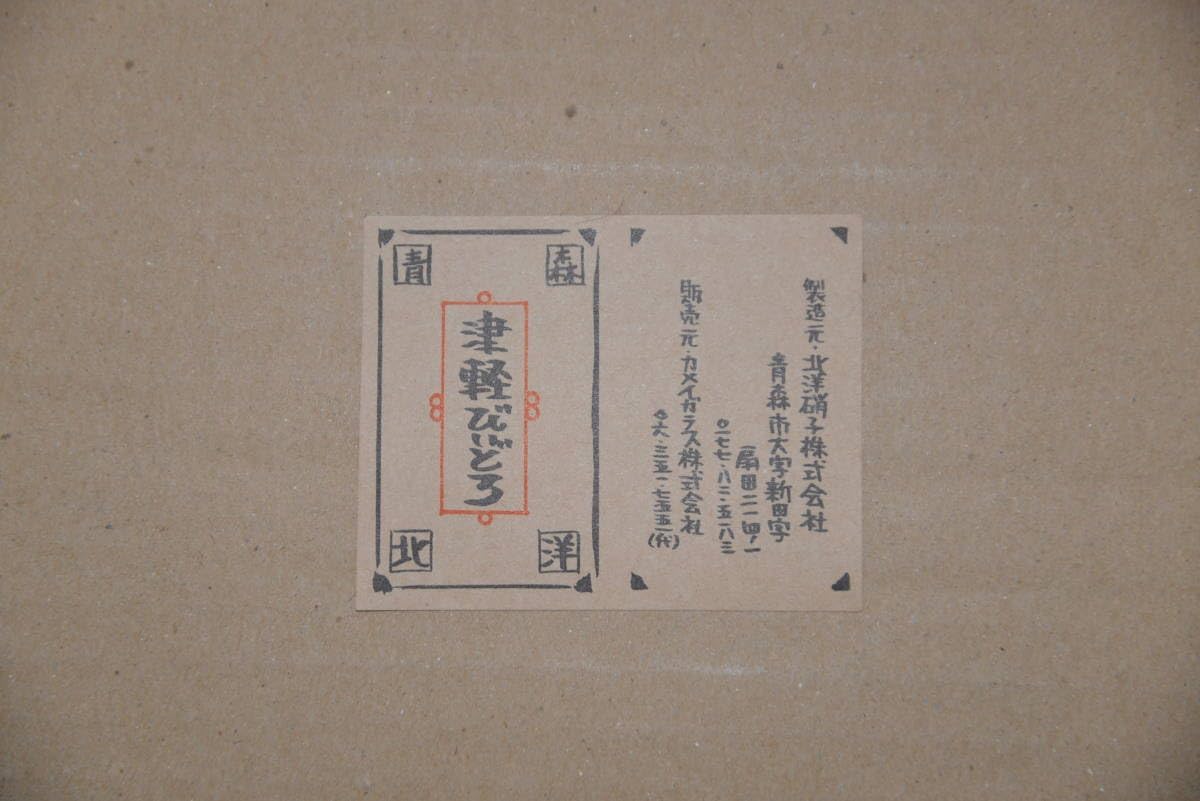 青森
津軽びいどろ
北洋
製造元・北洋硝子株式会社
青森市大字新田字
扇田二一四ノ一
〇一七七・八二・五一八三
販売元・カメイガラス株式会社
〇六・三五一・七五五一(代)